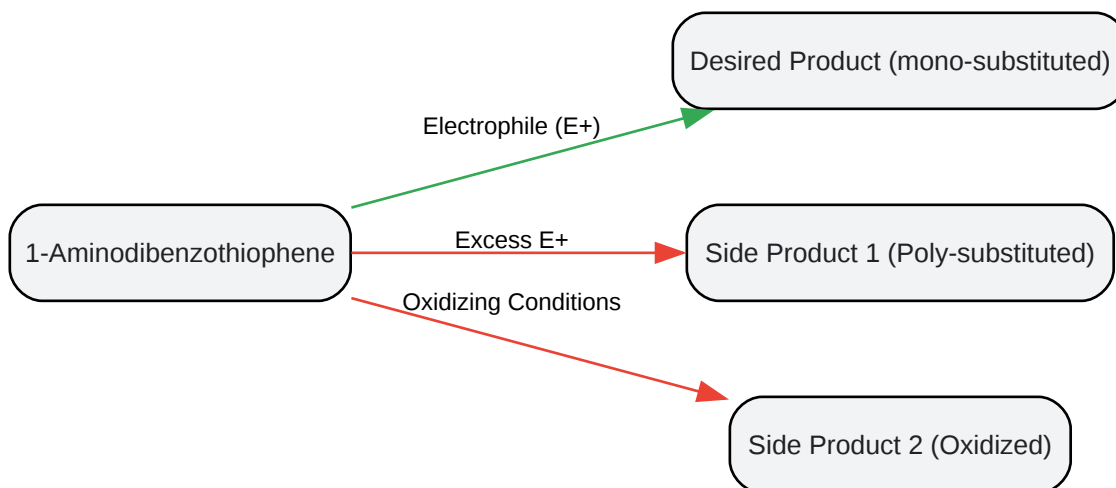 Desired Product (mono-substituted)
Electrophile (E+)
1-Aminodibenzothiophene
Excess E+
Side Product 1 (Poly-substituted)
Oxidizing Conditions
Side Product 2 (Oxidized)